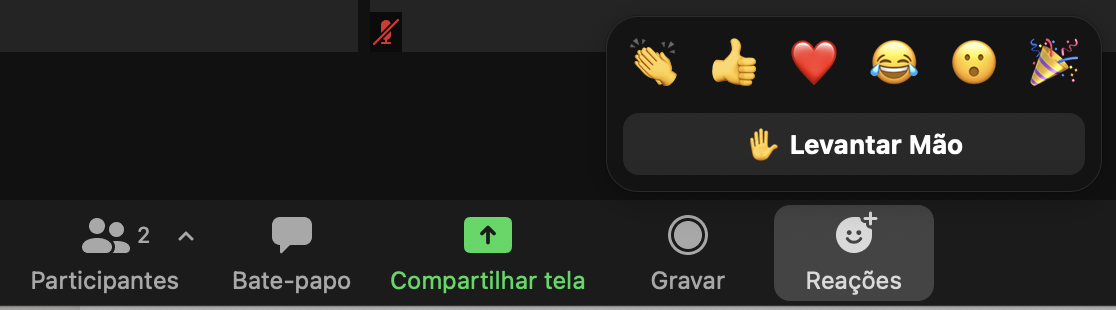 Levantar Mão
2
Participantes
Bate-papo
Compartilhar tela
Gravar
Reações